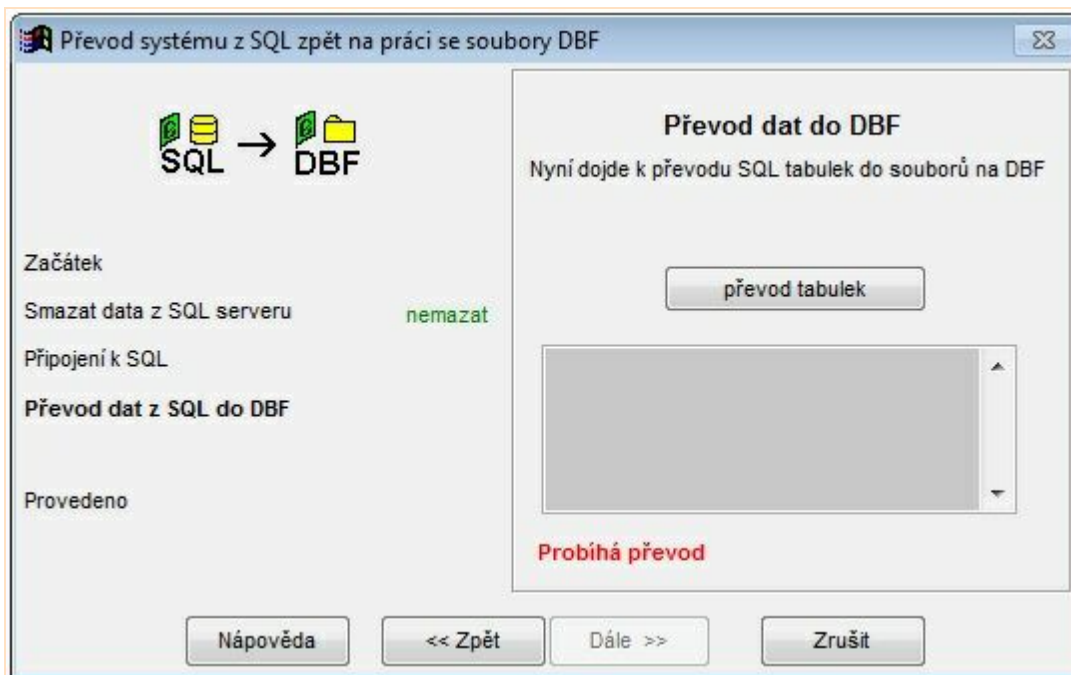 Převod systému z SQL zpět na práci se soubory DBF
SQL → DBF
Začátek
Smazat data z SQL serveru nemazat
Připojení k SQL
Převod dat z SQL do DBF
Provedeno
Převod dat do DBF
Nyní dojde k převodu SQL tabulek do souborů na DBF
převod tabulek
Probíhá převod
Nápověda << Zpět Dále >> Zrušit